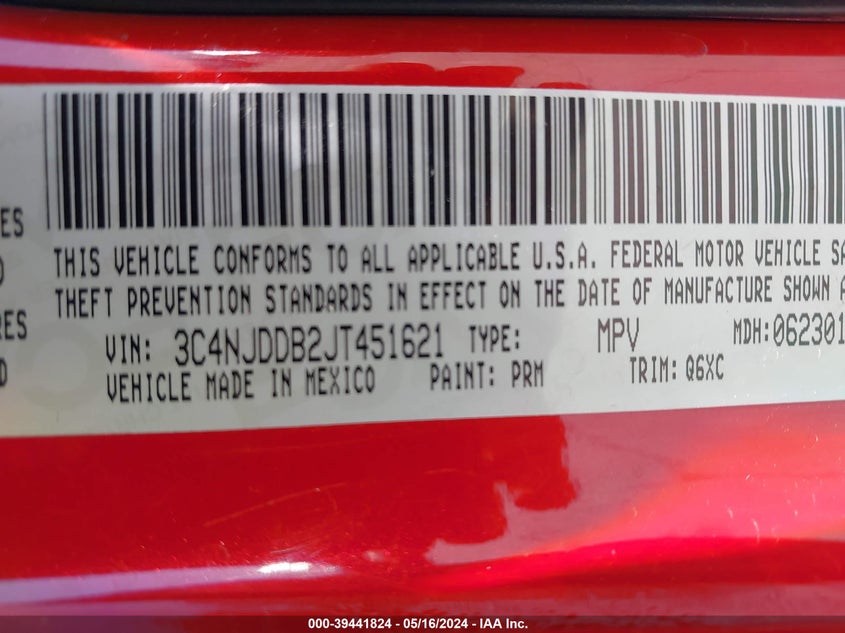 ES
D
RES
D
THIS VEHICLE CONFORMS TO ALL APPLICABLE U.S.A. FEDERAL MOTOR VEHICLE SA
THEFT PREVENTION STANDARDS IN EFFECT ON THE DATE OF MANUFACTURE SHOWN A
VIN: 3C4NJDDB2JT451621 TYPE: MPV MDH:062301
VEHICLE MADE IN MEXICO PAINT: PRM TRIM: Q6XC
000-39441824 - 05/16/2024 - IAA Inc.